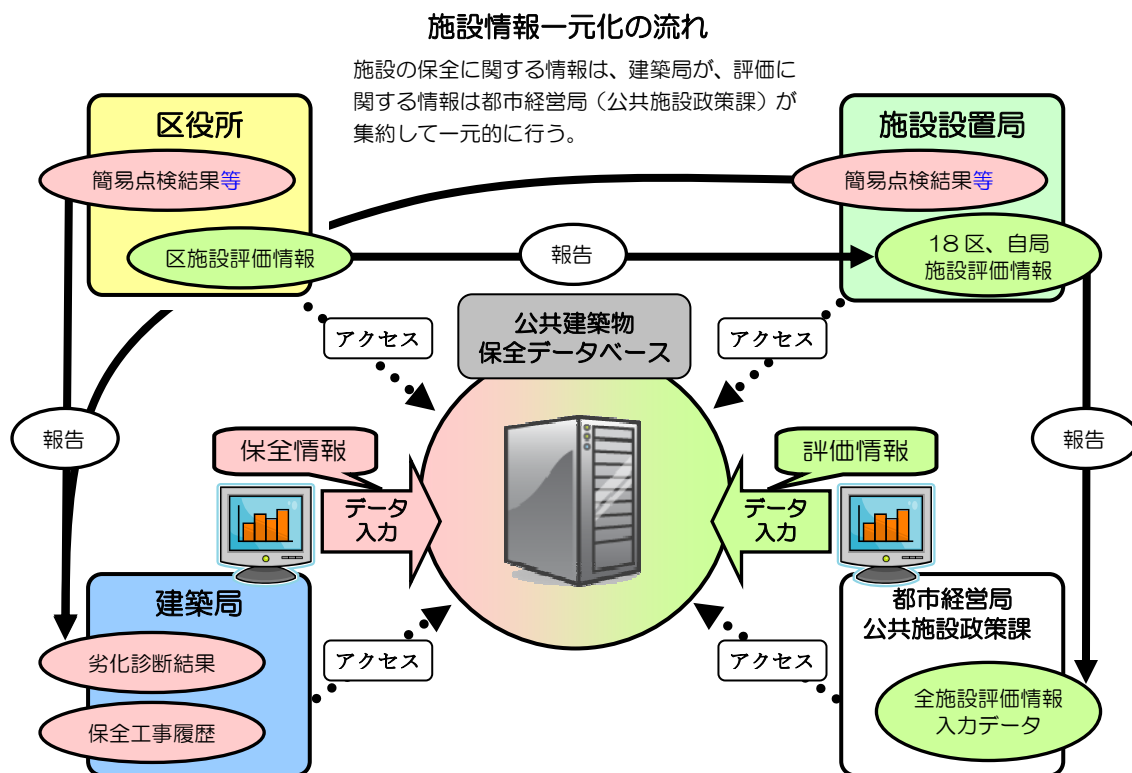 施設情報一元化の流れ
施設の保全に関する情報は、建築局が、評価に
関する情報は都市経営局（公共施設政策課）が
集約して一元的に行う。
区役所
簡易点検結果等
区施設評価情報
施設設置局
簡易点検結果等
18区、自局
施設評価情報
報告
アクセス
公共建築物
保全データベース
アクセス
報告
報告
保全情報
評価情報
データ
入力
データ
入力
建築局
劣化診断結果
保全工事履歴
アクセス
アクセス
都市経営局
公共施設政策課
全施設評価情報
入力データ